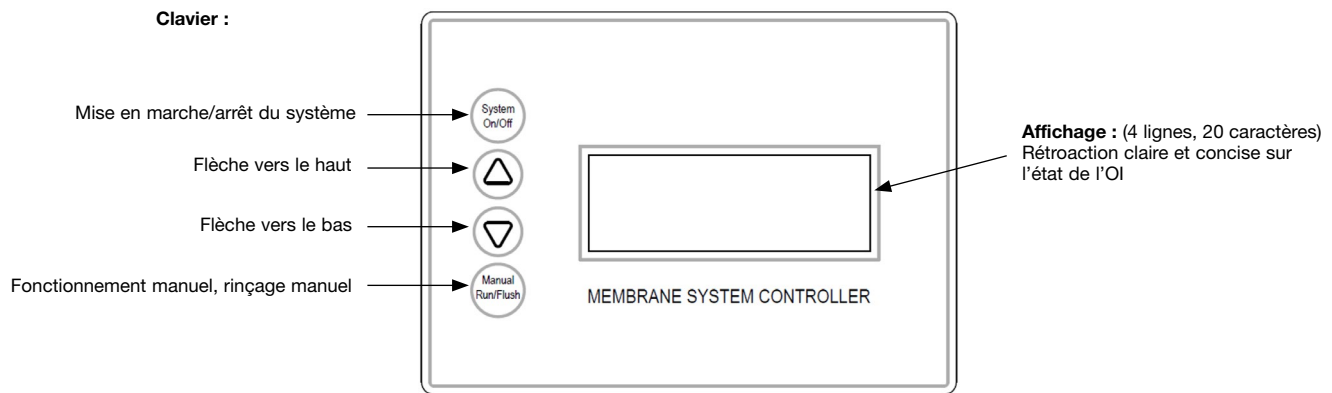 Clavier :
Mise en marche/arrêt du système
System
On/Off
Flèche vers le haut
Flèche vers le bas
Fonctionnement manuel, rinçage manuel
Manual
Run/Flush
MEMBRANE SYSTEM CONTROLLER
Affichage : (4 lignes, 20 caractères)
Rétroaction claire et concise sur
l’état de l’OI